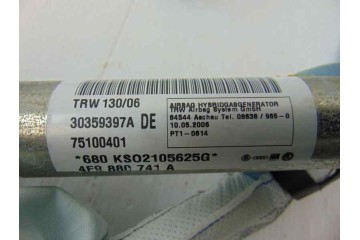 TRW 130/06
30359397A DE
75100401
*680 KSO2105625G*
4F9 880 741 A
AIRBAG HYBRIDGASGENERATOR
TRW Airbag System GmbH
84544 Aschau Tel. 08638 / 965-0
10.05.2006
PT1-0614